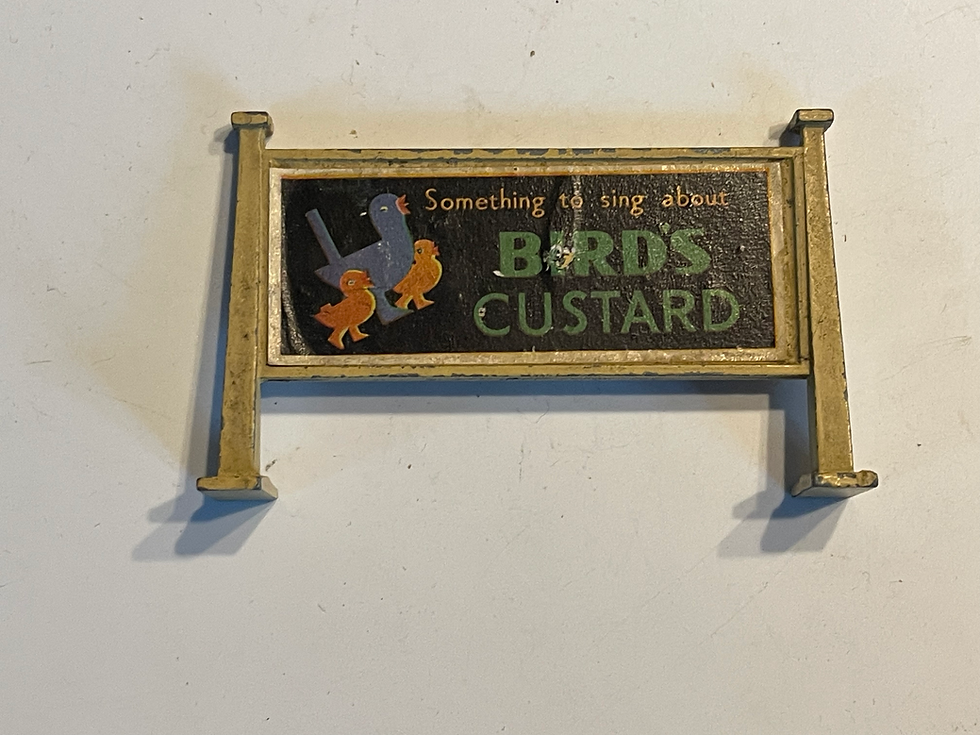 Something to sing about
BIRD'S
CUSTARD